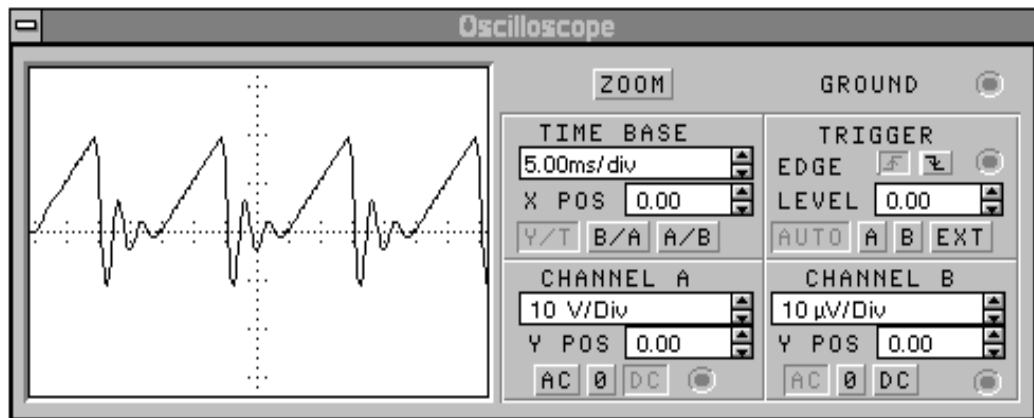 Oscilloscope
ZOOM GROUND
TIME BASE
5.00ms/div
X POS 0.00
Y/T B/A A/B
TRIGGER
EDGE
LEVEL 0.00
AUTO A B EXT
CHANNEL A
10 V/Div
Y POS 0.00
AC 0 DC
CHANNEL B
10 µV/Div
Y POS 0.00
AC 0 DC